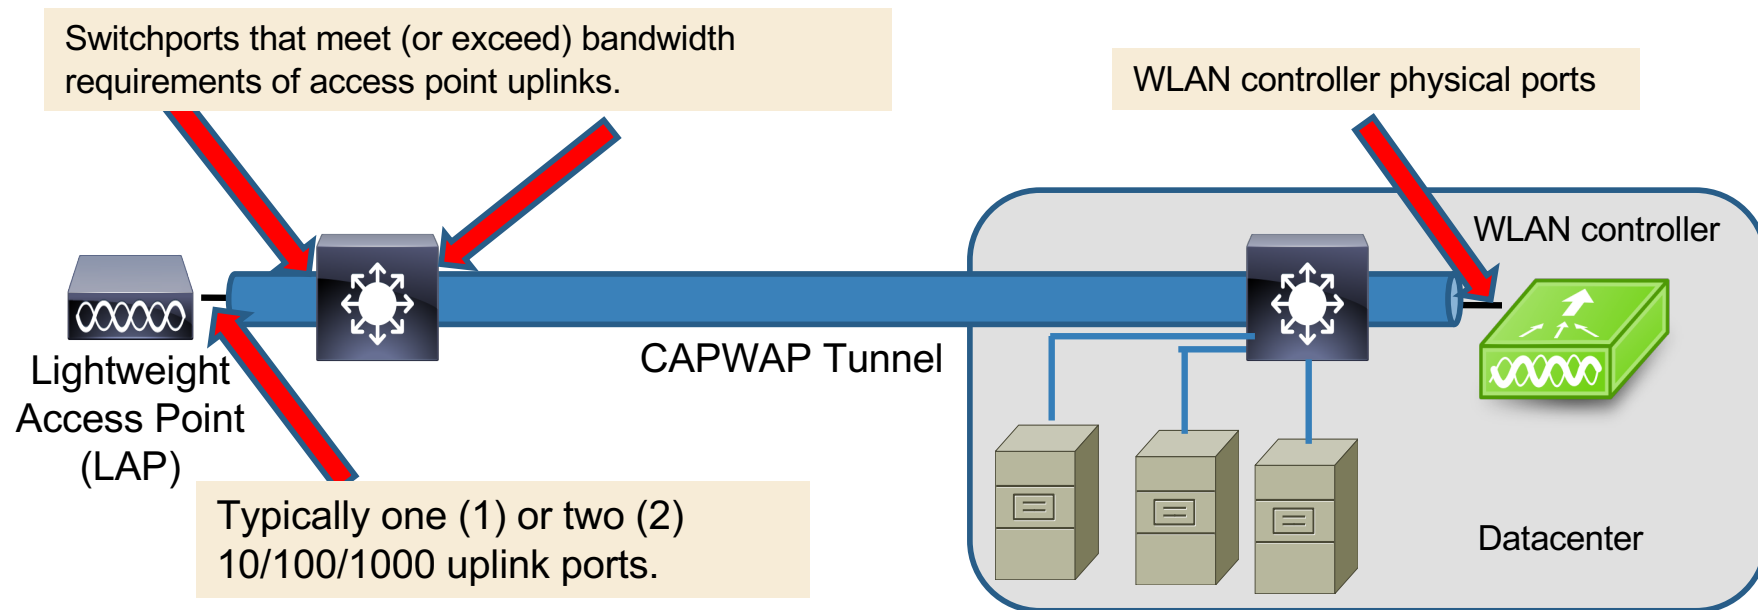 Switchports that meet (or exceed) bandwidth
requirements of access point uplinks.
WLAN controller physical ports
WLAN controller
CAPWAP Tunnel
Lightweight
Access Point
(LAP)
Typically one (1) or two (2)
10/100/1000 uplink ports.
Datacenter